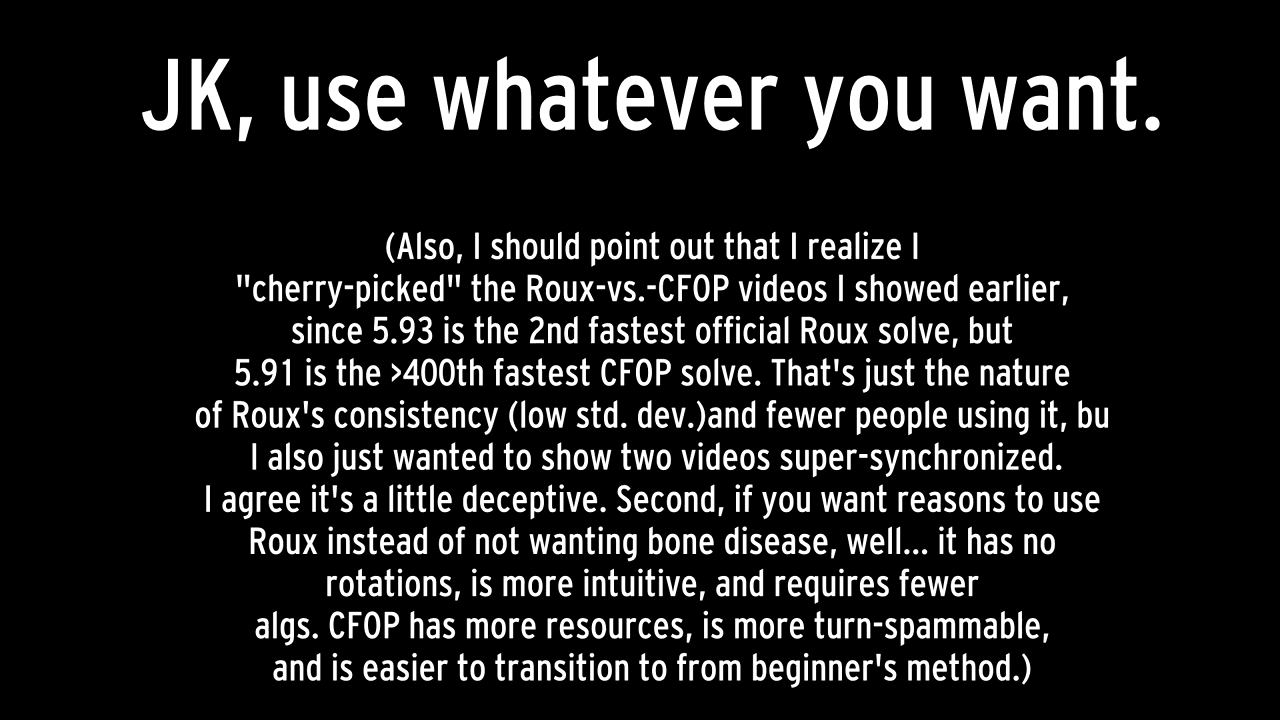 JK, use whatever you want.
(Also, I should point out that I realize I
"cherry-picked" the Roux-vs.-CFOP videos I showed earlier,
since 5.93 is the 2nd fastest official Roux solve, but
5.91 is the >400th fastest CFOP solve. That's just the nature
of Roux's consistency (low std. dev.)and fewer people using it, bu
I also just wanted to show two videos super-synchronized.
I agree it's a little deceptive. Second, if you want reasons to use
Roux instead of not wanting bone disease, well... it has no
rotations, is more intuitive, and requires fewer
algs. CFOP has more resources, is more turn-spammable,
and is easier to transition to from beginner's method.)